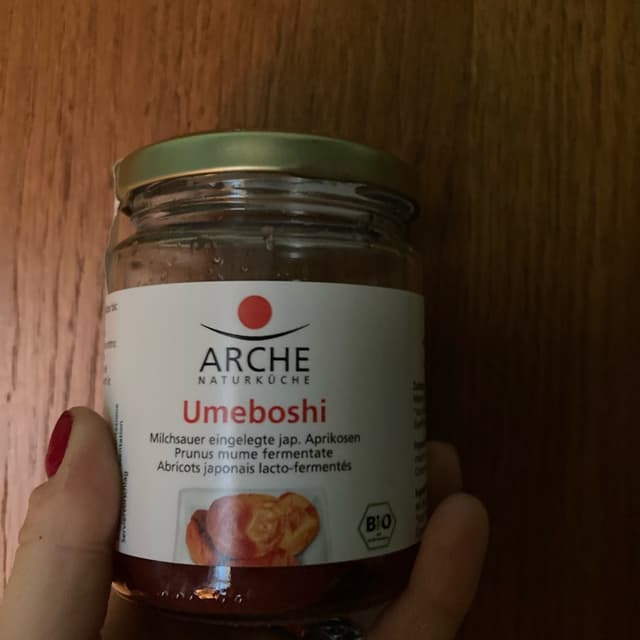 ARCHE
NATURKÜCHE
Umeboshi
Milchsauer eingelegte jap. Aprikosen
Prunus mume fermentate
Abricots japonais lacto-fermentés
BIO